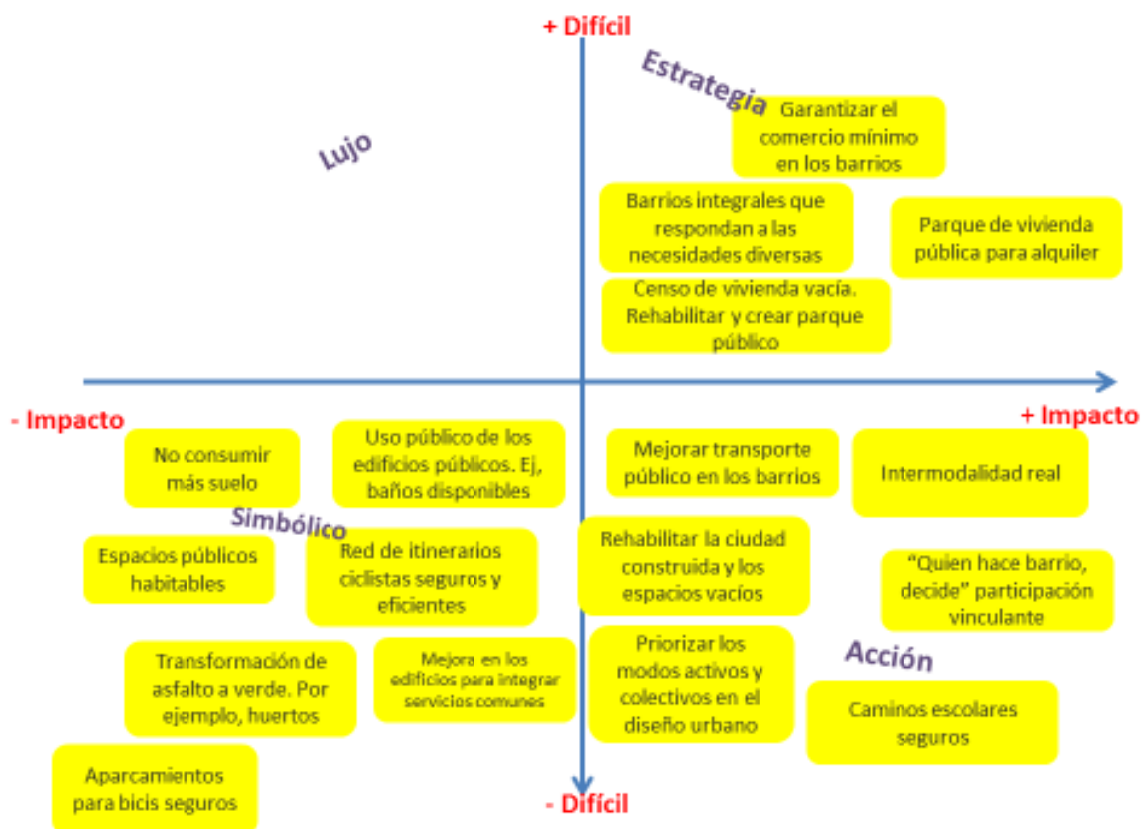 + Difícil
Estrategia
Lujo
Garantizar el
comercio mínimo
en los barrios
Barrios integrales que
respondan a las
necesidades diversas
Parque de vivienda
pública para alquiler
Censo de vivienda vacía.
Rehabilitar y crear parque
público
- Impacto
+ Impacto
No consumir
más suelo
Uso público de los
edificios públicos. Ej,
baños disponibles
Mejorar transporte
público en los barrios
Intermodalidad real
Simbólico
Espacios públicos
habitables
Red de itinerarios
ciclistas seguros y
eficientes
Rehabilitar la ciudad
construida y los
espacios vacíos
“Quien hace barrio,
decide” participación
vinculante
Transformación de
asfalto a verde. Por
ejemplo, huertos
Mejora en los
edificios para integrar
servicios comunes
Priorizar los
modos activos y
colectivos en el
diseño urbano
Acción
Caminos escolares
seguros
Aparcamientos
para bicis seguros
- Difícil